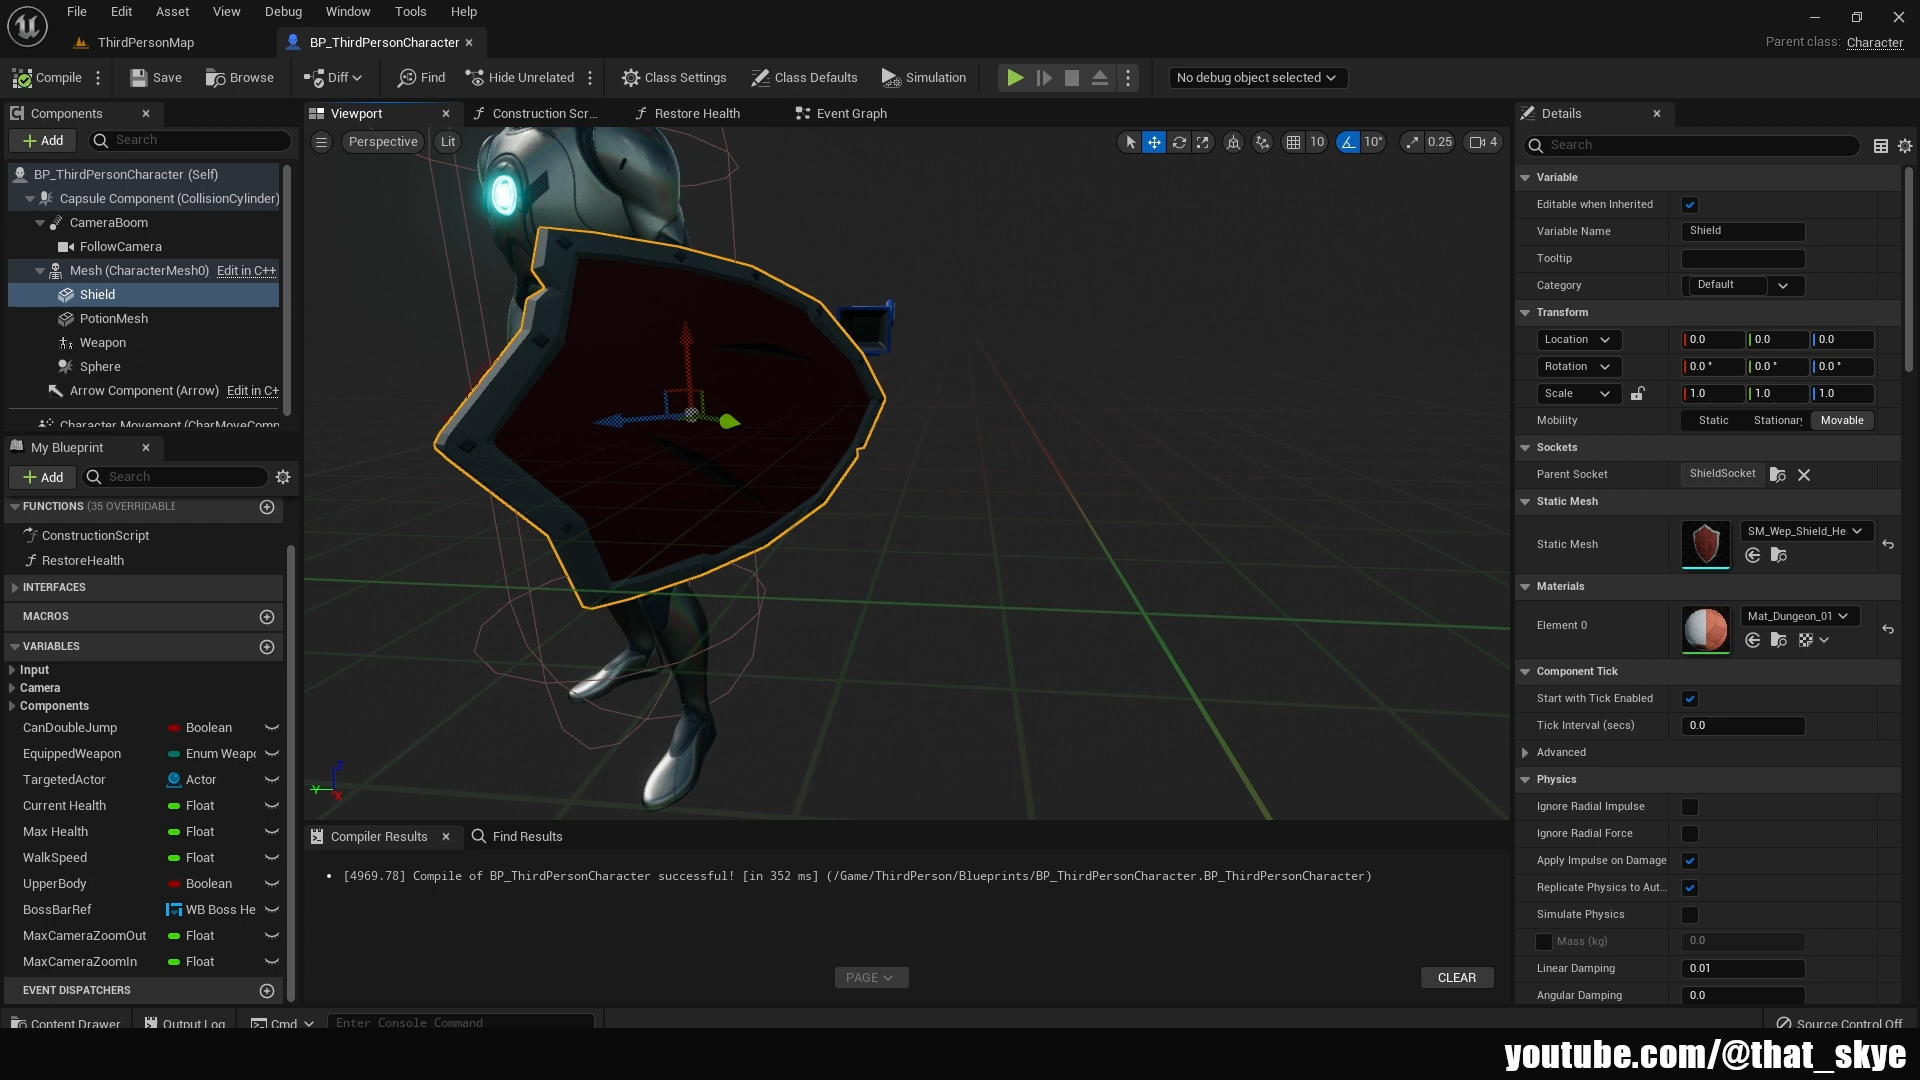 File Edit Asset View Debug Window Tools Help
ThirdPersonMap
BP_ThirdPersonCharacter
Parent class: Character
Compile Save Browse Diff Find Hide Unrelated Class Settings Class Defaults Simulation No debug object selected
Components
Viewport
Construction Scr...
Restore Health
Event Graph
Details
Add
Search
Perspective
Lit
10
10°
0.25
4
Search
BP_ThirdPersonCharacter (Self)
Capsule Component (CollisionCylinder)
CameraBoom
FollowCamera
Mesh (CharacterMesh0) Edit in C++
Shield
PotionMesh
Weapon
Sphere
Arrow Component (Arrow) Edit in C+
Character Movement (CharMoveComp
My Blueprint
Add
Search
FUNCTIONS (35 OVERRIDABLE
ConstructionScript
RestoreHealth
INTERFACES
MACROS
VARIABLES
Input
Camera
Components
CanDoubleJump Boolean
EquippedWeapon Enum Weapo
TargetedActor Actor
Current Health Float
Max Health Float
WalkSpeed Float
UpperBody Boolean
BossBarRef WB Boss He
MaxCameraZoomOut Float
MaxCameraZoomIn Float
EVENT DISPATCHERS
Z
Y
X
Compiler Results
Find Results
• [4969.78] Compile of BP_ThirdPersonCharacter successful! [in 352 ms] (/Game/ThirdPerson/Blueprints/BP_ThirdPersonCharacter.BP_ThirdPersonCharacter)
PAGE
CLEAR
Variable
Editable when Inherited
Variable Name Shield
Tooltip
Category Default
Transform
Location 0.0 0.0 0.0
Rotation 0.0 ° 0.0 ° 0.0 °
Scale 1.0 1.0 1.0
Mobility Static Stationary Movable
Sockets
Parent Socket ShieldSocket
Static Mesh
Static Mesh SM_Wep_Shield_He
Materials
Element 0 Mat_Dungeon_01
Component Tick
Start with Tick Enabled
Tick Interval (secs) 0.0
Advanced
Physics
Ignore Radial Impulse
Ignore Radial Force
Apply Impulse on Damage
Replicate Physics to Aut...
Simulate Physics
Mass (kg) 0.0
Linear Damping 0.01
Angular Damping 0.0
Content Drawer Output Log Cmd Enter Console Command Source Control Off
youtube.com/@that_skye